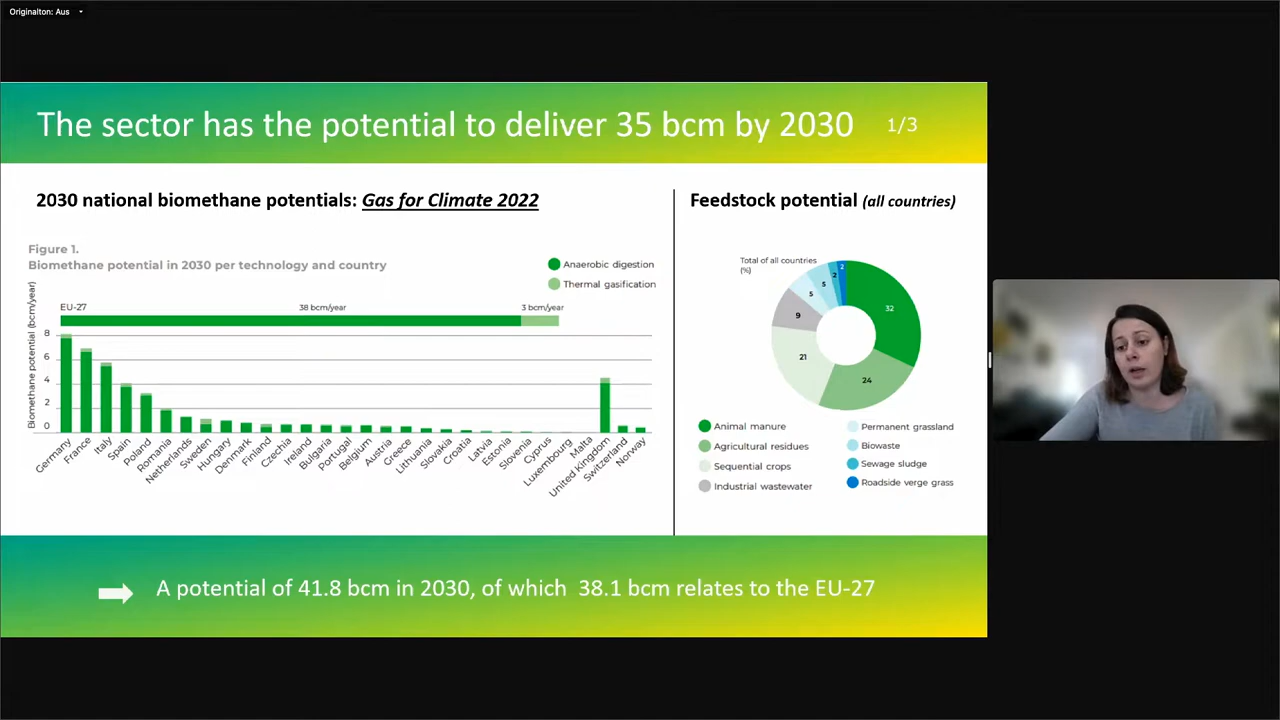 Originalton: Aus
The sector has the potential to deliver 35 bcm by 2030 1/3
2030 national biomethane potentials: Gas for Climate 2022
Figure 1.
Biomethane potential in 2030 per technology and country
Anaerobic digestion
Thermal gasification
EU-27 38 bcm/year 3 bcm/year
Biomethane potential (bcm/year)
8
6
4
2
0
Germany
France
Italy
Spain
Poland
Romania
Netherlands
Sweden
Hungary
Denmark
Finland
Czechia
Ireland
Bulgaria
Portugal
Belgium
Austria
Greece
Lithuania
Slovakia
Croatia
Latvia
Estonia
Slovenia
Cyprus
Luxembourg
Malta
United Kingdom
Switzerland
Norway
Feedstock potential (all countries)
Total of all countries
(%)
32
24
21
9
5
5
2
2
Animal manure
Agricultural residues
Sequential crops
Industrial wastewater
Permanent grassland
Biowaste
Sewage sludge
Roadside verge grass
A potential of 41.8 bcm in 2030, of which 38.1 bcm relates to the EU-27